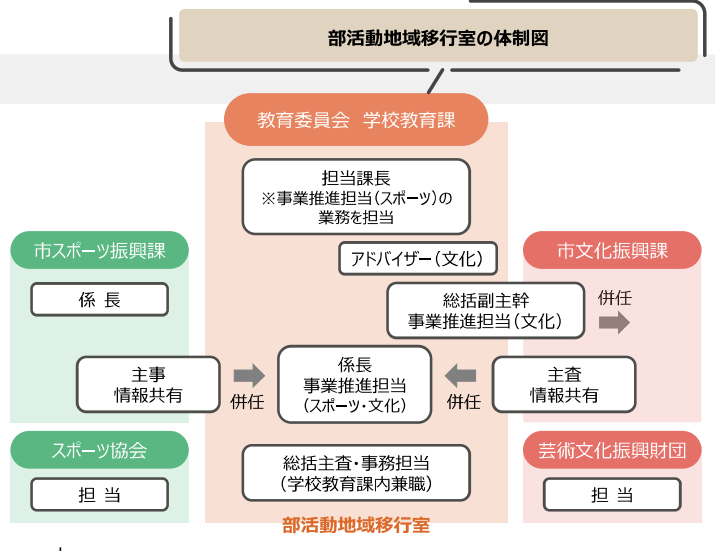 部活動地域移行室の体制図
教育委員会 学校教育課
担当課長
※事業推進担当(スポーツ)の
業務を担当
アドバイザー(文化)
総括副主幹
事業推進担当(文化)
併任
市スポーツ振興課
係 長
市文化振興課
主事
情報共有
併任
係長
事業推進担当
(スポーツ・文化)
併任
主査
情報共有
スポーツ協会
担 当
総括主査・事務担当
(学校教育課内兼職)
芸術文化振興財団
担 当
部活動地域移行室